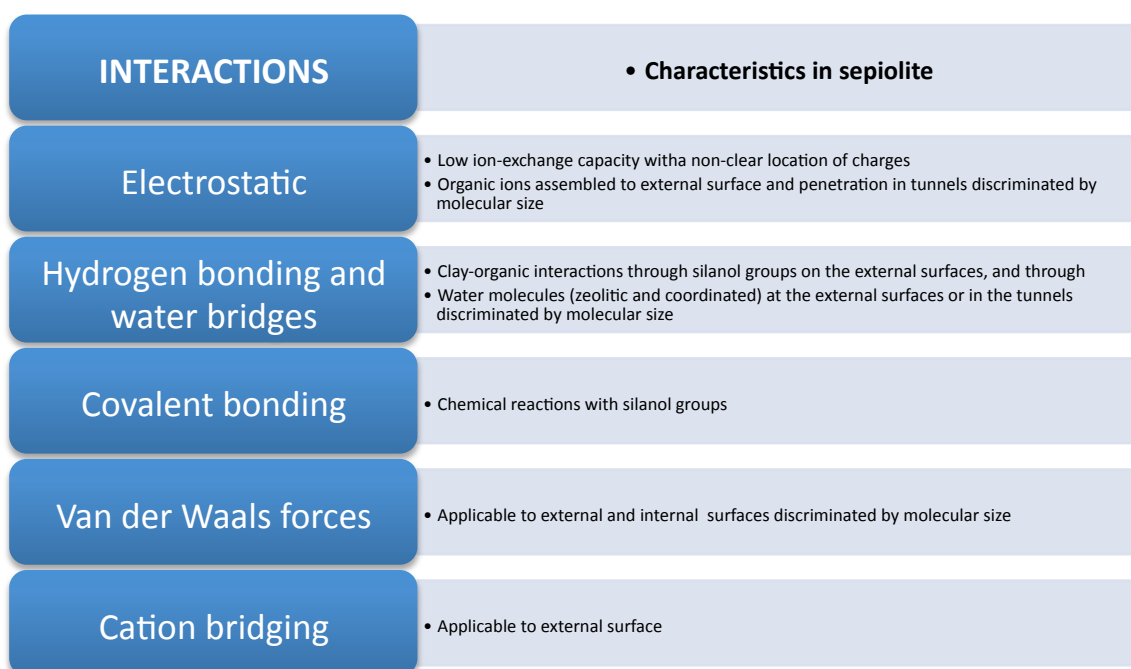 INTERACTIONS
• Characteristics in sepiolite
Electrostatic
• Low ion-exchange capacity witha non-clear location of charges
• Organic ions assembled to external surface and penetration in tunnels discriminated by
molecular size
Hydrogen bonding and
water bridges
• Clay-organic interactions through silanol groups on the external surfaces, and through
• Water molecules (zeolitic and coordinated) at the external surfaces or in the tunnels
discriminated by molecular size
Covalent bonding
• Chemical reactions with silanol groups
Van der Waals forces
• Applicable to external and internal surfaces discriminated by molecular size
Cation bridging
• Applicable to external surface